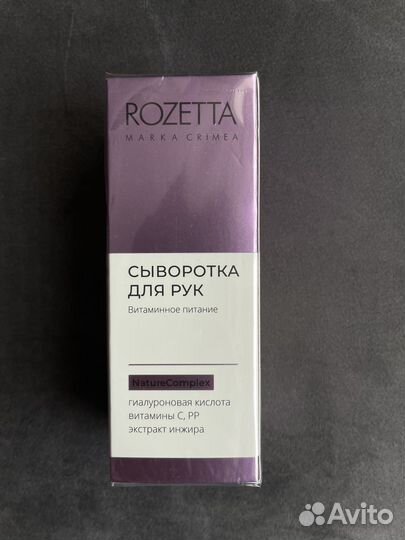 ROZETTA
MARKA CRIMEA
СЫВОРОТКА
ДЛЯ РУК
Витаминное питание
NatureComplex
гиалуроновая кислота
витамины С, РР
экстракт инжира
Avito